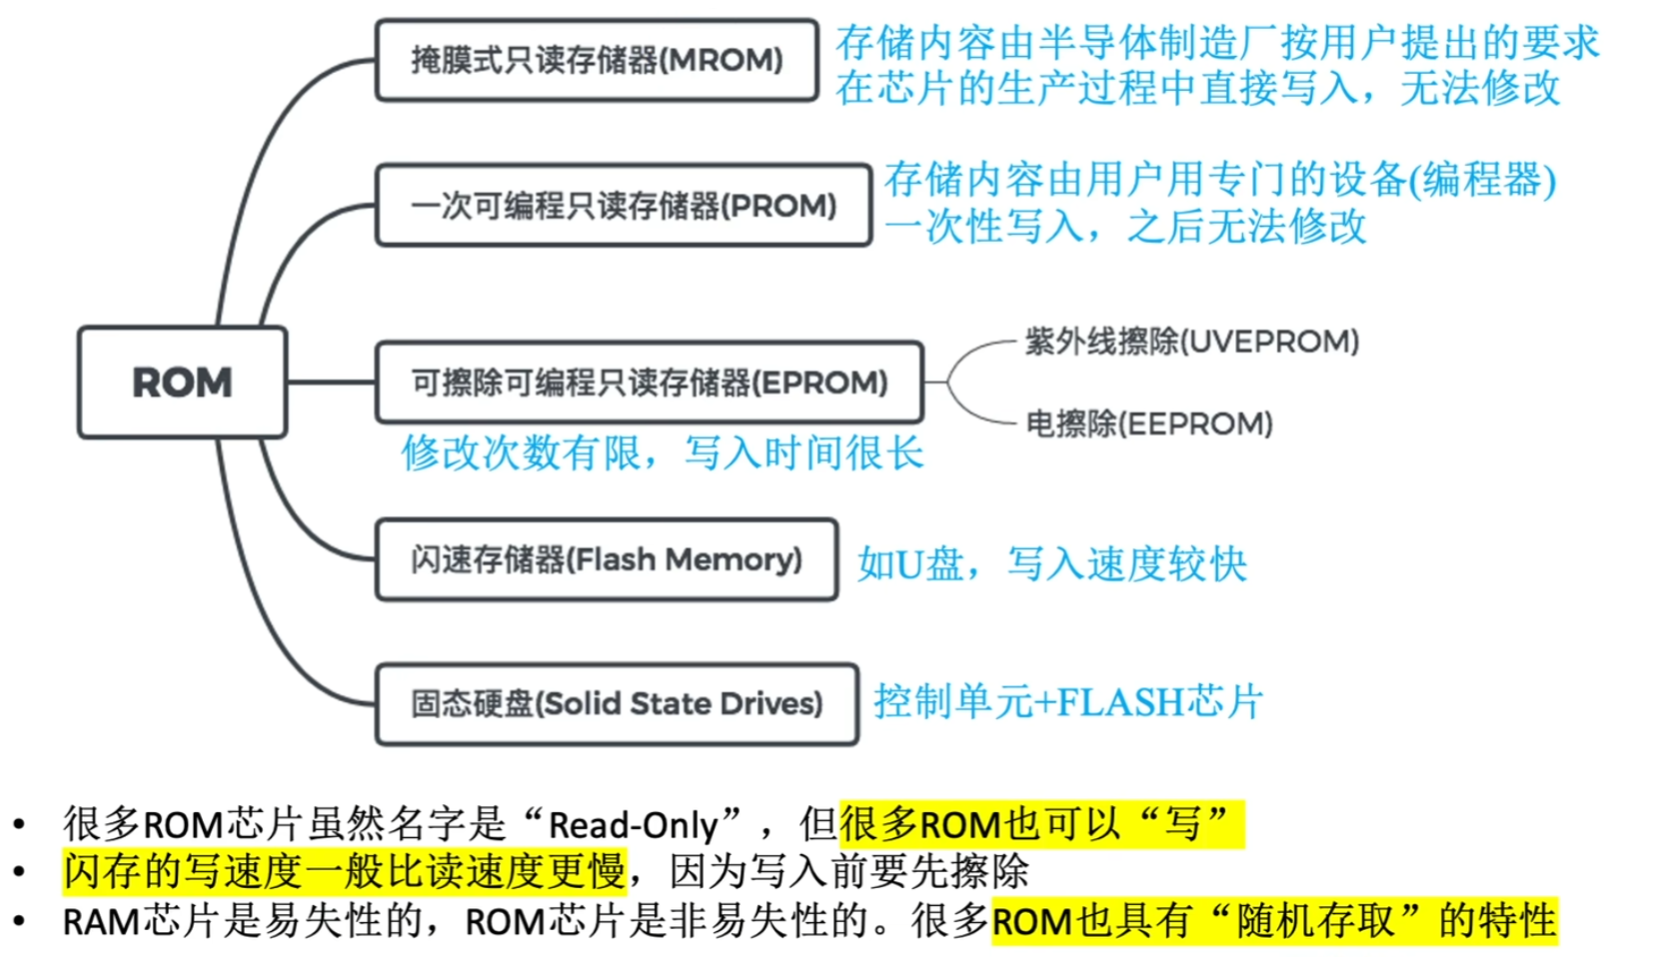 掩膜式只读存储器(MROM)
存储内容由半导体制造厂按用户提出的要求
在芯片的生产过程中直接写入，无法修改
一次可编程只读存储器(PROM)
存储内容由用户用专门的设备(编程器)
一次性写入，之后无法修改
ROM
可擦除可编程只读存储器(EPROM)
紫外线擦除(UVEPROM)
电擦除(EEPROM)
修改次数有限，写入时间很长
闪速存储器(Flash Memory)
如U盘，写入速度较快
固态硬盘(Solid State Drives)
控制单元+FLASH芯片
• 很多ROM芯片虽然名字是“Read-Only”，但很多ROM也可以“写”
• 闪存的写速度一般比读速度更慢，因为写入前要先擦除
• RAM芯片是易失性的，ROM芯片是非易失性的。很多ROM也具有“随机存取”的特性